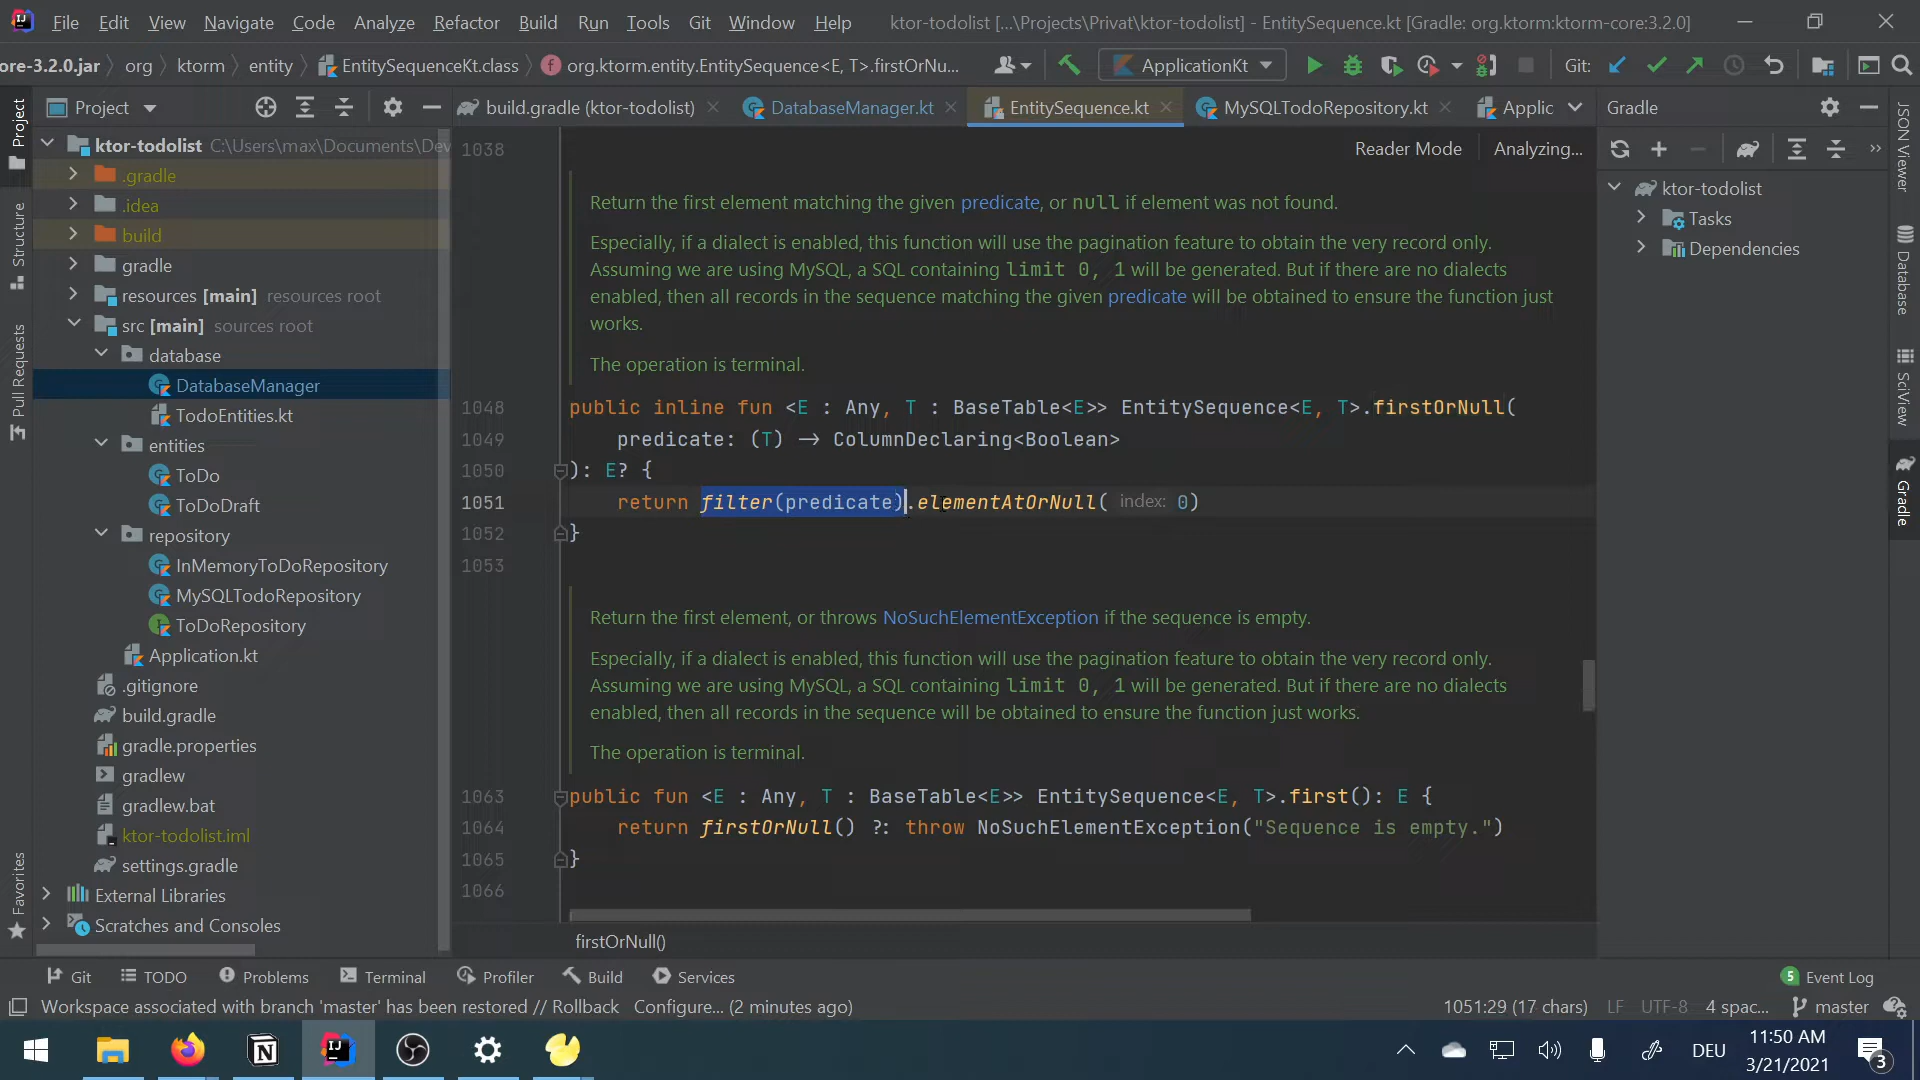 File Edit View Navigate Code Analyze Refactor Build Run Tools Git Window Help ktor-todolist [...\Projects\Privat\ktor-todolist] - EntitySequence.kt [Gradle: org.ktorm:ktorm-core:3.2.0]
ore-3.2.0.jar org ktorm entity EntitySequenceKt.class org.ktorm.entity.EntitySequence<E, T>.firstOrNu... ApplicationKt Git:
Project build.gradle (ktor-todolist) DatabaseManager.kt EntitySequence.kt MySQLTodoRepository.kt Applic Gradle
Project
Structure
Pull Requests
Favorites
ktor-todolist C:\Users\max\Documents\Dev
.gradle
.idea
build
gradle
resources [main] resources root
src [main] sources root
database
DatabaseManager
TodoEntities.kt
entities
ToDo
ToDoDraft
repository
InMemoryToDoRepository
MySQLTodoRepository
ToDoRepository
Application.kt
.gitignore
build.gradle
gradle.properties
gradlew
gradlew.bat
ktor-todolist.iml
settings.gradle
External Libraries
Scratches and Consoles
1038 Reader Mode Analyzing...
Return the first element matching the given predicate, or null if element was not found.
Especially, if a dialect is enabled, this function will use the pagination feature to obtain the very record only.
Assuming we are using MySQL, a SQL containing limit 0, 1 will be generated. But if there are no dialects
enabled, then all records in the sequence matching the given predicate will be obtained to ensure the function just
works.
The operation is terminal.
1048 public inline fun <E : Any, T : BaseTable<E>> EntitySequence<E, T>.firstOrNull(
1049 predicate: (T) → ColumnDeclaring<Boolean>
1050 ): E? {
1051 return filter(predicate).elementAtOrNull( index: 0)
1052 }
1053
Return the first element, or throws NoSuchElementException if the sequence is empty.
Especially, if a dialect is enabled, this function will use the pagination feature to obtain the very record only.
Assuming we are using MySQL, a SQL containing limit 0, 1 will be generated. But if there are no dialects
enabled, then all records in the sequence will be obtained to ensure the function just works.
The operation is terminal.
1063 public fun <E : Any, T : BaseTable<E>> EntitySequence<E, T>.first(): E {
1064 return firstOrNull() ?: throw NoSuchElementException("Sequence is empty.")
1065 }
1066
firstOrNull()
ktor-todolist
Tasks
Dependencies
JSON Viewer
Database
SciView
Gradle
Git TODO Problems Terminal Profiler Build Services 5 Event Log
Workspace associated with branch 'master' has been restored // Rollback Configure... (2 minutes ago) 1051:29 (17 chars) LF UTF-8 4 spac... master
DEU 11:50 AM
3/21/2021 3